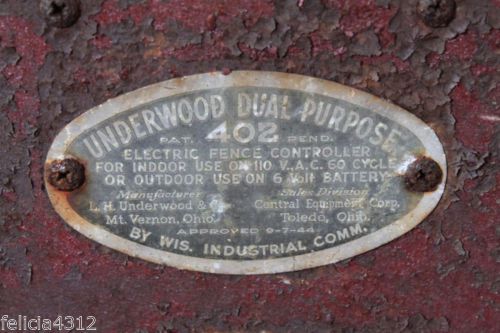 UNDERWOOD DUAL PURPOSE
PAT. 402 PEND.
ELECTRIC FENCE CONTROLLER
FOR INDOOR USE ON 110 V.A.C. 60 CYCLE
OR OUTDOOR USE ON 6 Volt BATTERY
Manufacturer Sales Division
L. H. Underwood & Central Equipment Corp.
Mt. Vernon, Ohio Toledo, Ohio.
APPROVED 9-7-44
BY WIS. INDUSTRIAL COMM.
felicia4312